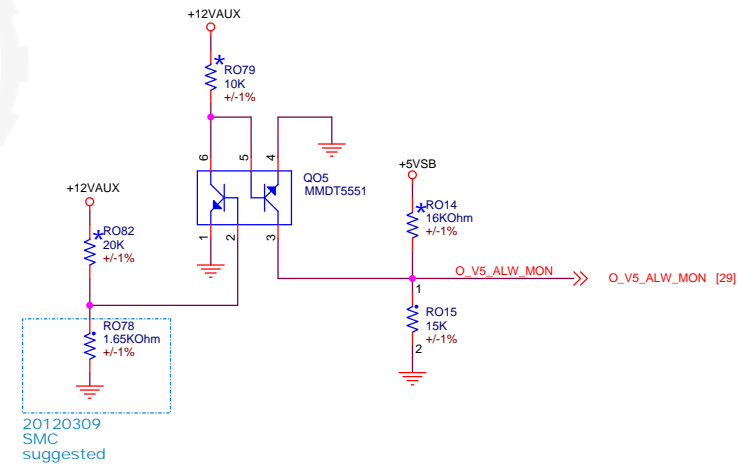 +12VAUX
*
RO79
10K
+/-1%
6
5
4
QO5
MMDT5551
1
2
3
+12VAUX
*
RO82
20K
+/-1%
RO78
1.65KOhm
+/-1%
20120309
SMC
suggested
+5VSB
*
RO14
16KOhm
+/-1%
O_V5_ALW_MON
O_V5_ALW_MON [29]
1
RO15
15K
+/-1%
2